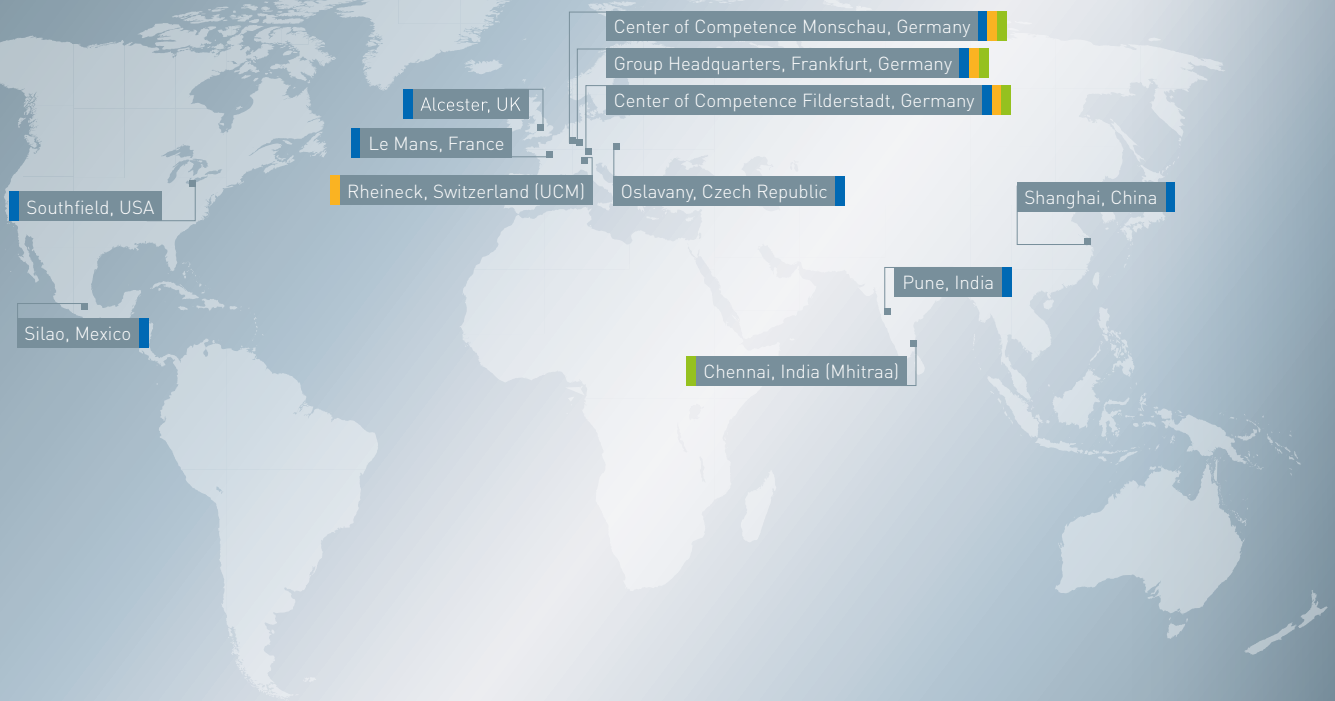 Center of Competence Monschau, Germany
Group Headquarters, Frankfurt, Germany
Center of Competence Filderstadt, Germany
Alcester, UK
Le Mans, France
Rheineck, Switzerland (UCM)
Oslavany, Czech Republic
Southfield, USA
Shanghai, China
Pune, India
Silao, Mexico
Chennai, India (Mhitraa)